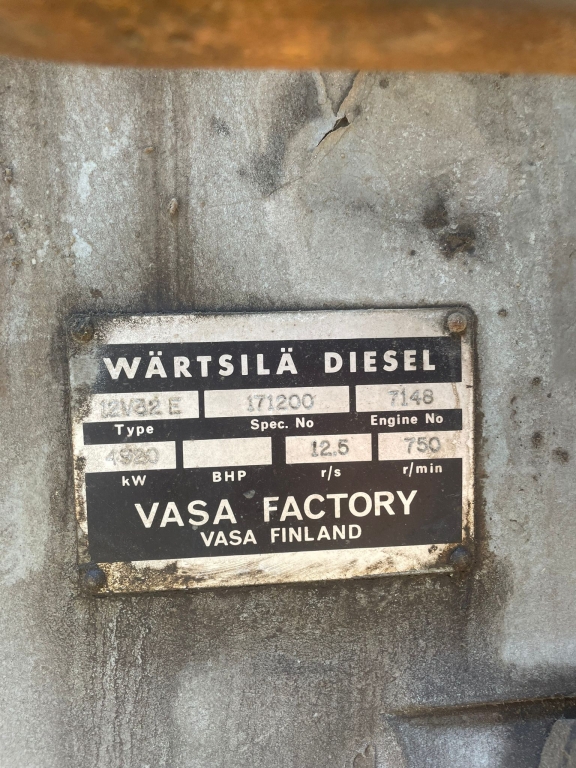 WÄRTSILÄ DIESEL
12V32 E 171200 7148
Type Spec. No Engine No
4920 12.5 750
kW BHP r/s r/min
VASA FACTORY
VASA FINLAND